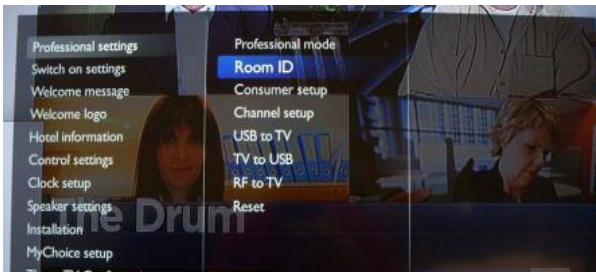 Professional settings
Switch on settings
Welcome message
Welcome logo
Hotel information
Control settings
Clock setup
Speaker settings
Installation
MyChoice setup
Professional mode
Room ID
Consumer setup
Channel setup
USB to TV
TV to USB
RF to TV
Reset
The Drum